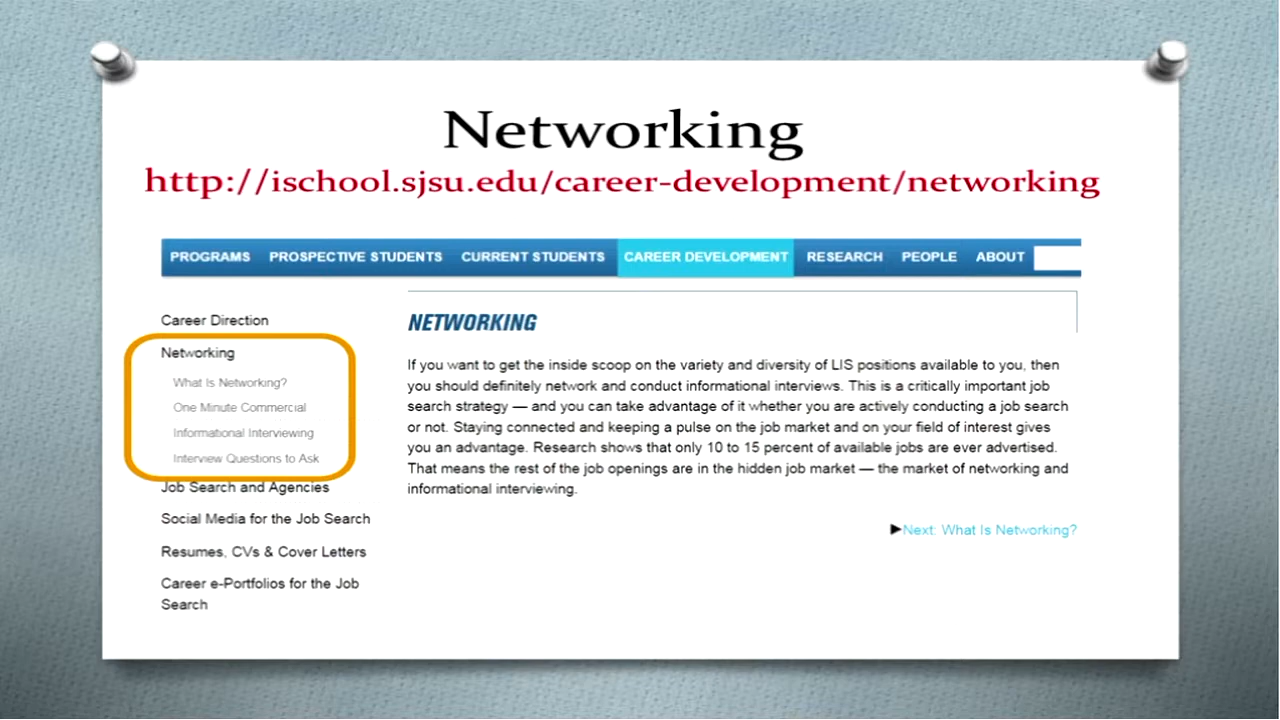 Networking
http://ischool.sjsu.edu/career-development/networking
PROGRAMS PROSPECTIVE STUDENTS CURRENT STUDENTS CAREER DEVELOPMENT RESEARCH PEOPLE ABOUT
Career Direction
Networking
What Is Networking?
One Minute Commercial
Informational Interviewing
Interview Questions to Ask
Job Search and Agencies
Social Media for the Job Search
Resumes, CVs & Cover Letters
Career e-Portfolios for the Job
Search
NETWORKING
If you want to get the inside scoop on the variety and diversity of LIS positions available to you, then
you should definitely network and conduct informational interviews. This is a critically important job
search strategy — and you can take advantage of it whether you are actively conducting a job search
or not. Staying connected and keeping a pulse on the job market and on your field of interest gives
you an advantage. Research shows that only 10 to 15 percent of available jobs are ever advertised.
That means the rest of the job openings are in the hidden job market — the market of networking and
informational interviewing.
▶Next: What Is Networking?